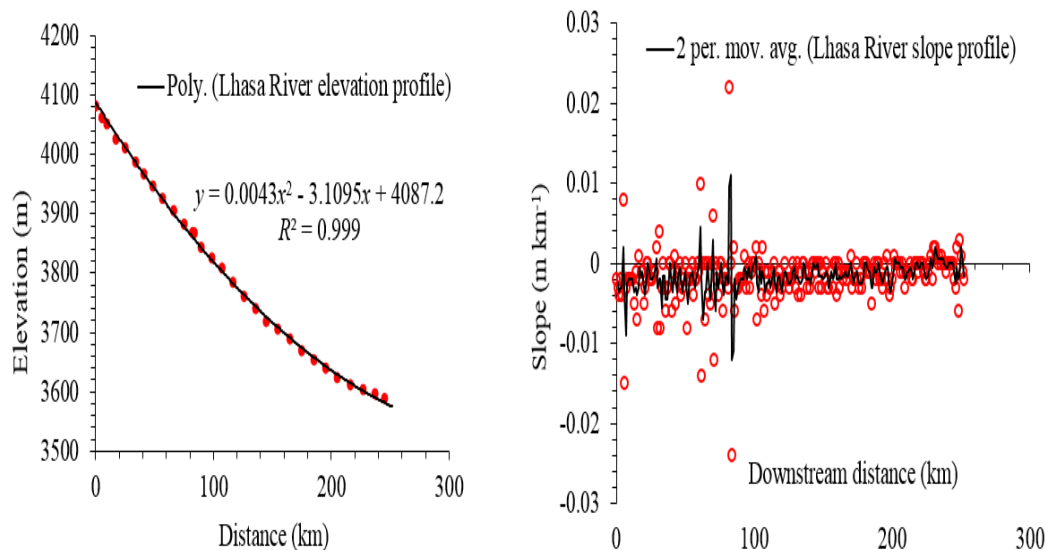 4200
4100
4000
3900
3800
3700
3600
3500
Elevation (m)
Poly. (Lhasa River elevation profile)
y = 0.0043x² - 3.1095x + 4087.2
R² = 0.999
0 100 200 300
Distance (km)
0.03
0.02
0.01
0
-0.01
-0.02
-0.03
Slope (m km⁻¹)
2 per. mov. avg. (Lhasa River slope profile)
Downstream distance (km)
0 100 200 300